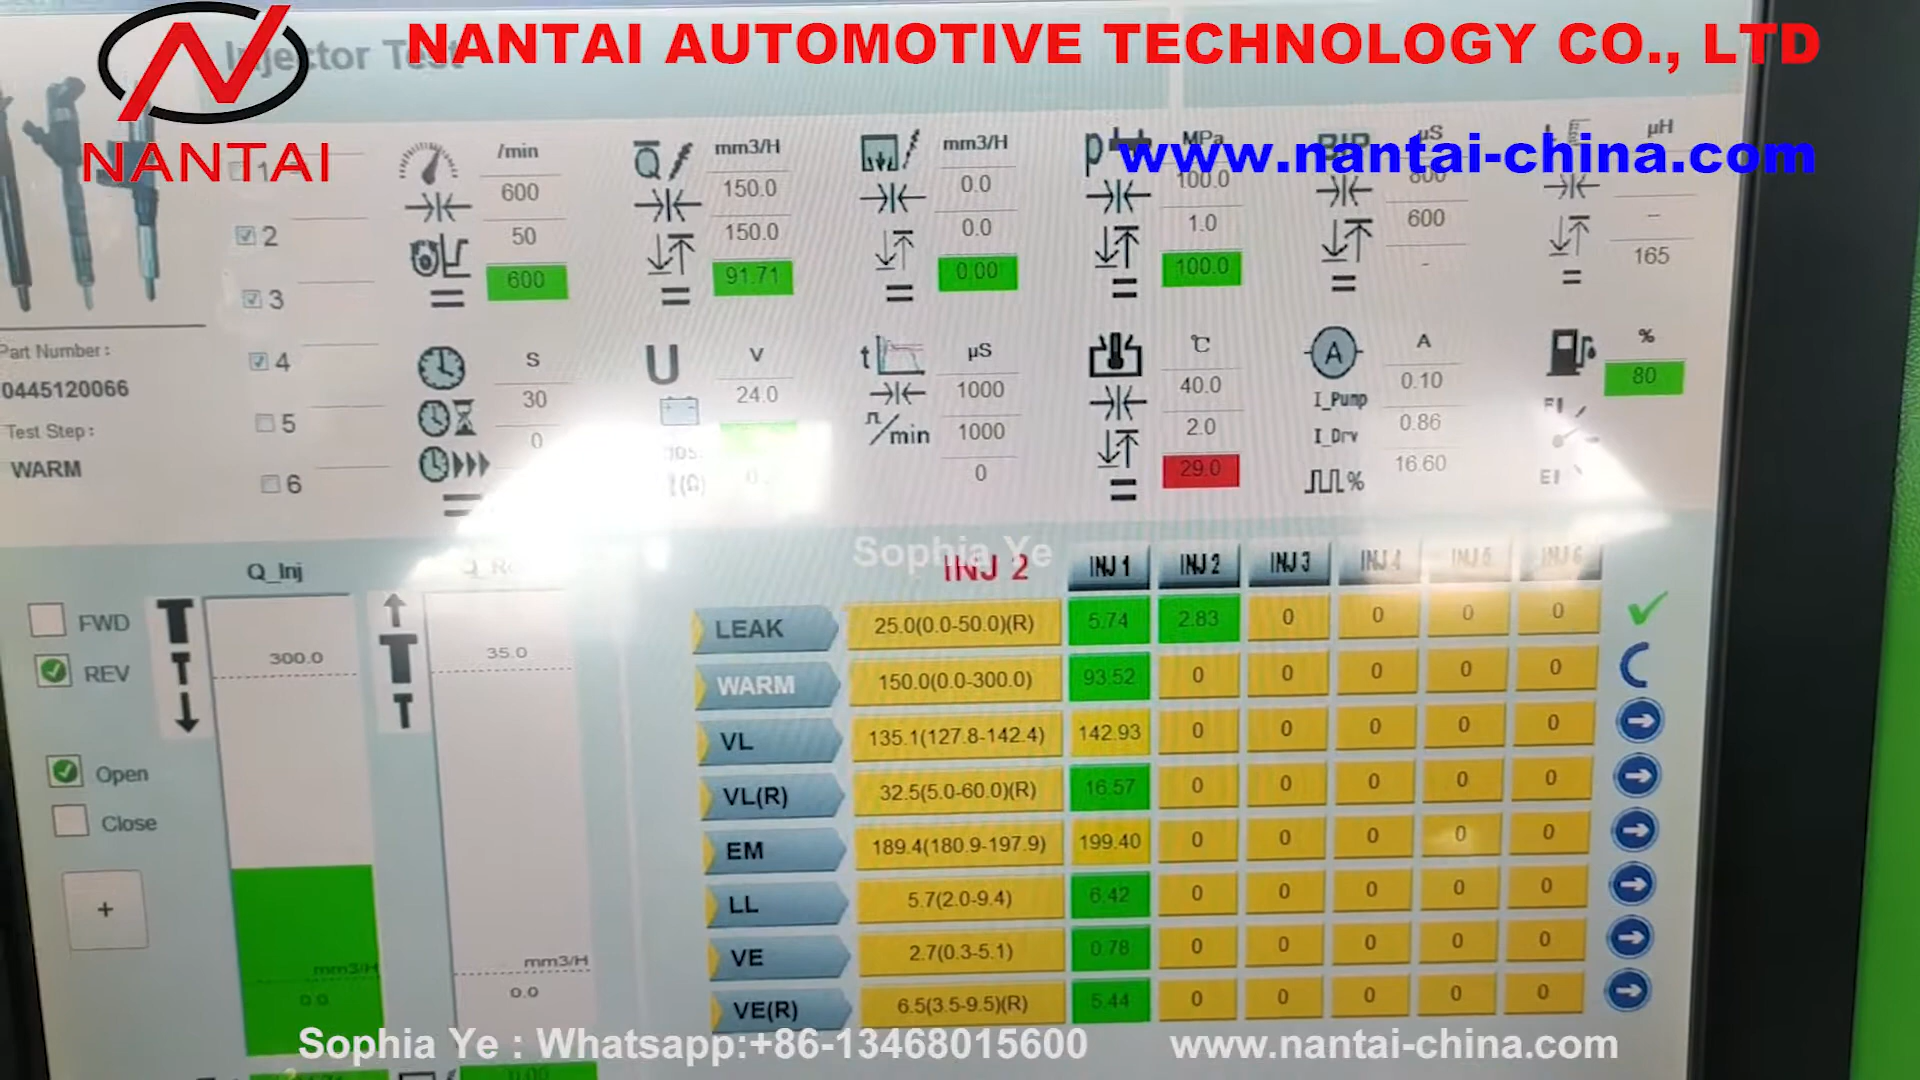 NANTAI AUTOMOTIVE TECHNOLOGY CO., LTD
Injector Test
NANTAI
www.nantai-china.com
/min
600
50
600
mm3/H
150.0
150.0
91.71
mm3/H
0.0
0.0
0.00
MPa
100.0
1.0
100.0
BIP
µS
600
-
µH
-
165
1
2
3
4
5
6
Part Number:
0445120066
Test Step:
WARM
S
30
0
U
V
24.0
t
µS
1000
/min
1000
0
℃
40.0
2.0
29.0
A
A
I_Pump
0.10
I_Drv
0.86
%
16.60
%
80
Q_Inj
FWD
REV
Open
Close
+
300.0
mm3/H
0.0
35.0
mm3/H
0.0
Sophia Ye
INJ 2
INJ 1 INJ 2 INJ 3 INJ 4 INJ 5 INJ 6
LEAK 25.0(0.0-50.0)(R) 5.74 2.83 0 0 0 0
WARM 150.0(0.0-300.0) 93.52 0 0 0 0 0
VL 135.1(127.8-142.4) 142.93 0 0 0 0 0
VL(R) 32.5(5.0-60.0)(R) 16.57 0 0 0 0 0
EM 189.4(180.9-197.9) 199.40 0 0 0 0 0
LL 5.7(2.0-9.4) 6.42 0 0 0 0 0
VE 2.7(0.3-5.1) 0.78 0 0 0 0 0
VE(R) 6.5(3.5-9.5)(R) 5.44 0 0 0 0 0
Sophia Ye : Whatsapp:+86-13468015600
www.nantai-china.com